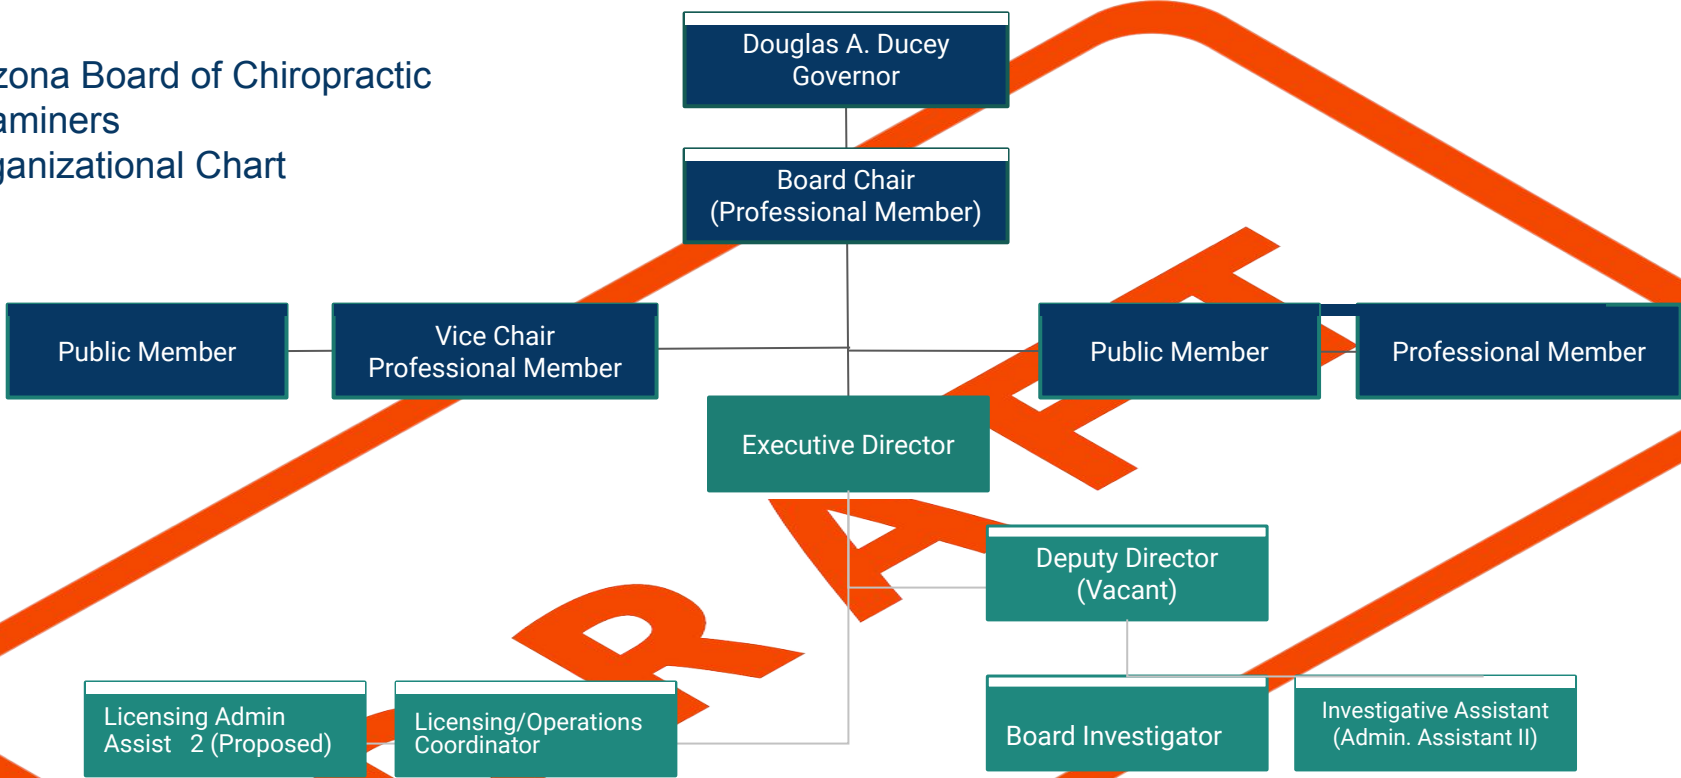 zona Board of Chiropractic
aminers
ganizational Chart
Douglas A. Ducey
Governor
Board Chair
(Professional Member)
Public Member
Vice Chair
Professional Member
Public Member
Professional Member
Executive Director
Deputy Director
(Vacant)
Licensing Admin
Assist 2 (Proposed)
Licensing/Operations
Coordinator
Board Investigator
Investigative Assistant
(Admin. Assistant II)
RAFT